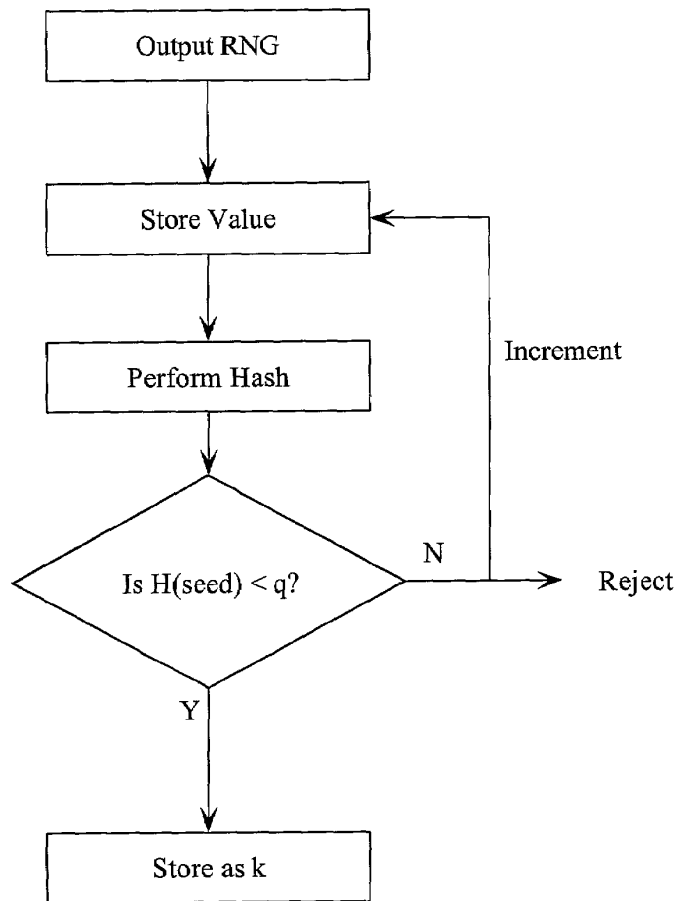 Output RNG
Store Value
Increment
Perform Hash
Is H(seed) < q?
N
Reject
Y
Store as k